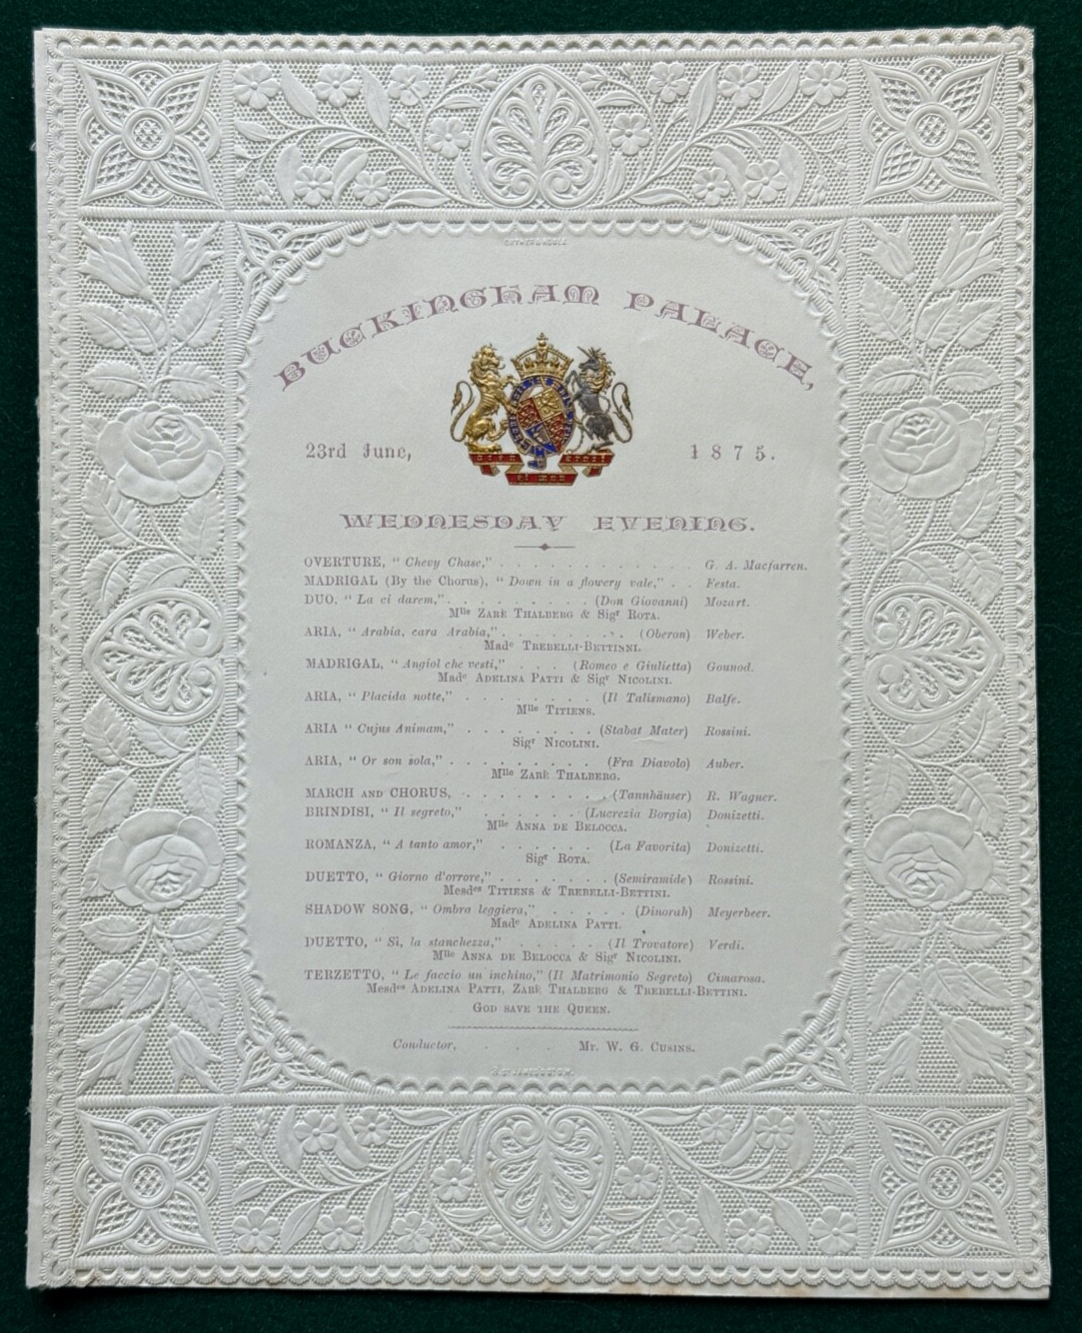 BUCKINGHAM PALACE,
23rd June, 1875.
WEDNESDAY EVENING.
OVERTURE, “ Chevy Chase,” . . . . . . . . . . . . . G. A. Macfarren.
MADRIGAL (By the Chorus), “ Down in a flowery vale,” . . Festa.
DUO, “ La ci darem,” . . . . . . . . . (Don Giovanni) Mozart.
Mlle ZARÈ THALBERG & Sigr ROTA.
ARIA, “ Arabia, cara Arabia,” . . . . . . . . (Oberon) Weber.
Made TREBELLI-BETTINNI.
MADRIGAL, “ Angiol che vesti,” . . . (Romeo e Giulietta) Gounod.
Made ADELINA PATTI & Sigr NICOLINI.
ARIA, “ Placida notte,” . . . . . . . . (Il Talismano) Balfe.
Mlle TITIENS.
ARIA “ Cujus Animam,” . . . . . . . . (Stabat Mater) Rossini.
Sigr NICOLINI.
ARIA, “ Or son sola,” . . . . . . . . . (Fra Diavolo) Auber.
Mlle ZARÈ THALBERG.
MARCH AND CHORUS, . . . . . . . . . (Tannhäuser) R. Wagner.
BRINDISI, “ Il segreto,” . . . . . . (Lucrezia Borgia) Donizetti.
Mlle ANNA DE BELOCCA.
ROMANZA, “ A tanto amor,” . . . . . . (La Favorita) Donizetti.
Sigr ROTA.
DUETTO, “ Giorno d'orrore,” . . . . . . . (Semiramide) Rossini.
Mesdes TITIENS & TREBELLI-BETTINI.
SHADOW SONG, “ Ombra leggiera,” . . . . . (Dinorah) Meyerbeer.
Made ADELINA PATTI.
DUETTO, “ Sì, la stanchezza,” . . . . . (Il Trovatore) Verdi.
Mlle ANNA DE BELOCCA & Sigr NICOLINI.
TERZETTO, “ Le faccio un inchino,” (Il Matrimonio Segreto) Cimarosa.
Mesdes ADELINA PATTI, ZARÈ THALBERG & TREBELLI-BETTINI.
GOD SAVE THE QUEEN.
Conductor, . . . Mr. W. G. CUSINS.